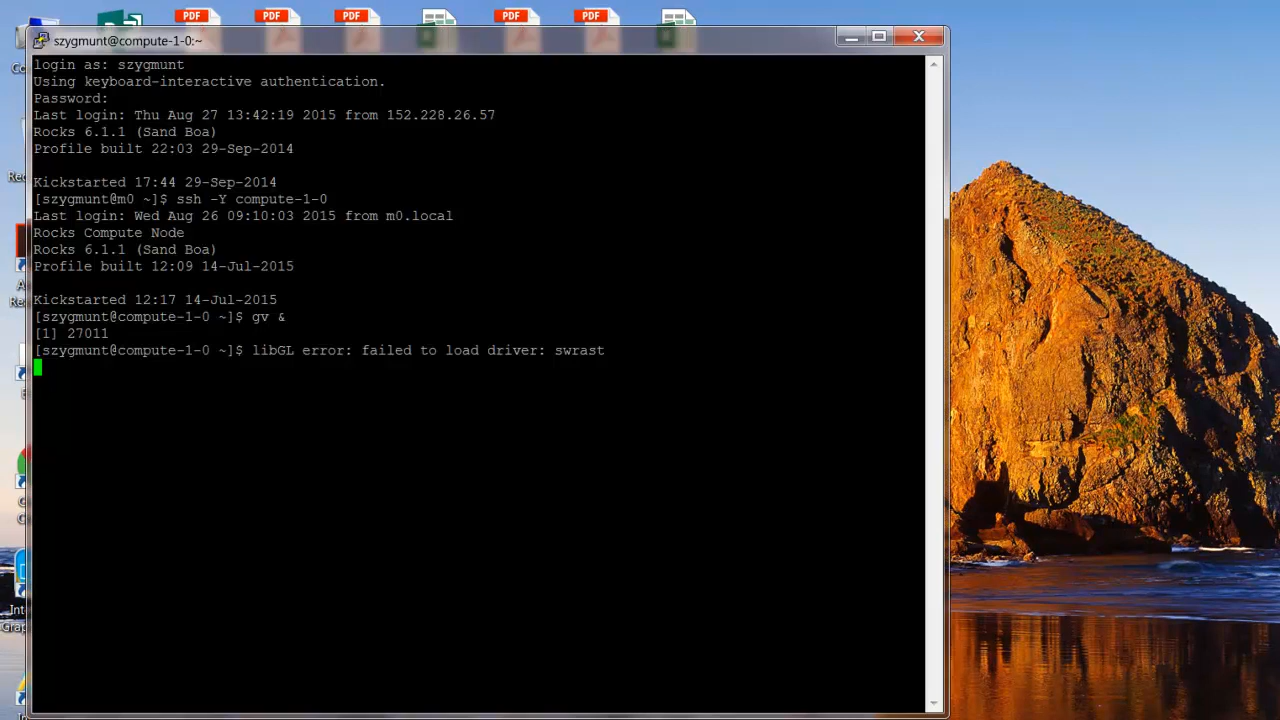 PDF PDF PDF PDF PDF
szygmunt@compute-1-0:~
login as: szygmunt
Using keyboard-interactive authentication.
Password:
Last login: Thu Aug 27 13:42:19 2015 from 152.228.26.57
Rocks 6.1.1 (Sand Boa)
Profile built 22:03 29-Sep-2014
Kickstarted 17:44 29-Sep-2014
[szygmunt@m0 ~]$ ssh -Y compute-1-0
Last login: Wed Aug 26 09:10:03 2015 from m0.local
Rocks Compute Node
Rocks 6.1.1 (Sand Boa)
Profile built 12:09 14-Jul-2015
Kickstarted 12:17 14-Jul-2015
[szygmunt@compute-1-0 ~]$ gv &
[1] 27011
[szygmunt@compute-1-0 ~]$ libGL error: failed to load driver: swrast